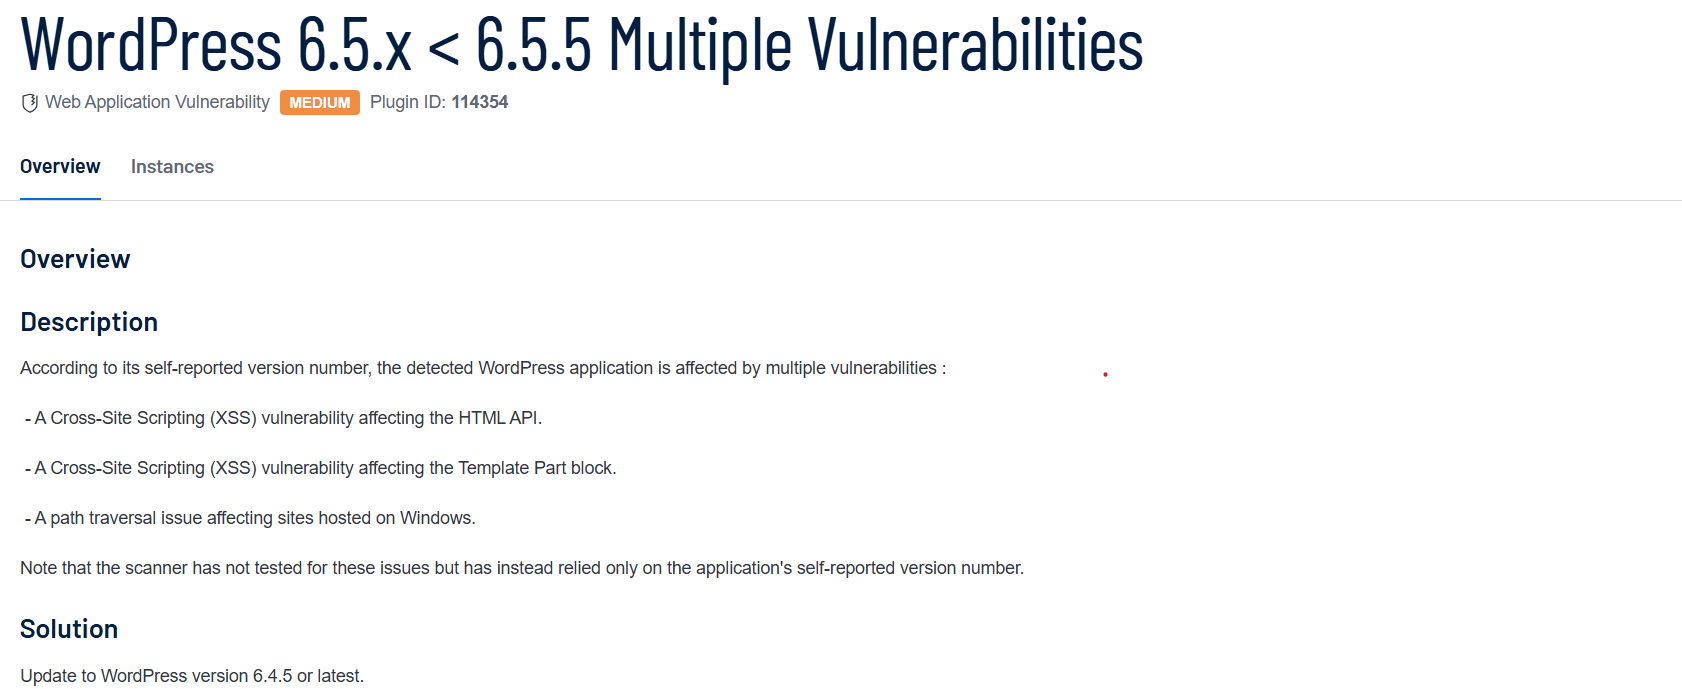 WordPress 6.5.x < 6.5.5 Multiple Vulnerabilities
Web Application Vulnerability MEDIUM Plugin ID: 114354
Overview Instances
Overview
Description
According to its self-reported version number, the detected WordPress application is affected by multiple vulnerabilities :
- A Cross-Site Scripting (XSS) vulnerability affecting the HTML API.
- A Cross-Site Scripting (XSS) vulnerability affecting the Template Part block.
- A path traversal issue affecting sites hosted on Windows.
Note that the scanner has not tested for these issues but has instead relied only on the application's self-reported version number.
Solution
Update to WordPress version 6.4.5 or latest.